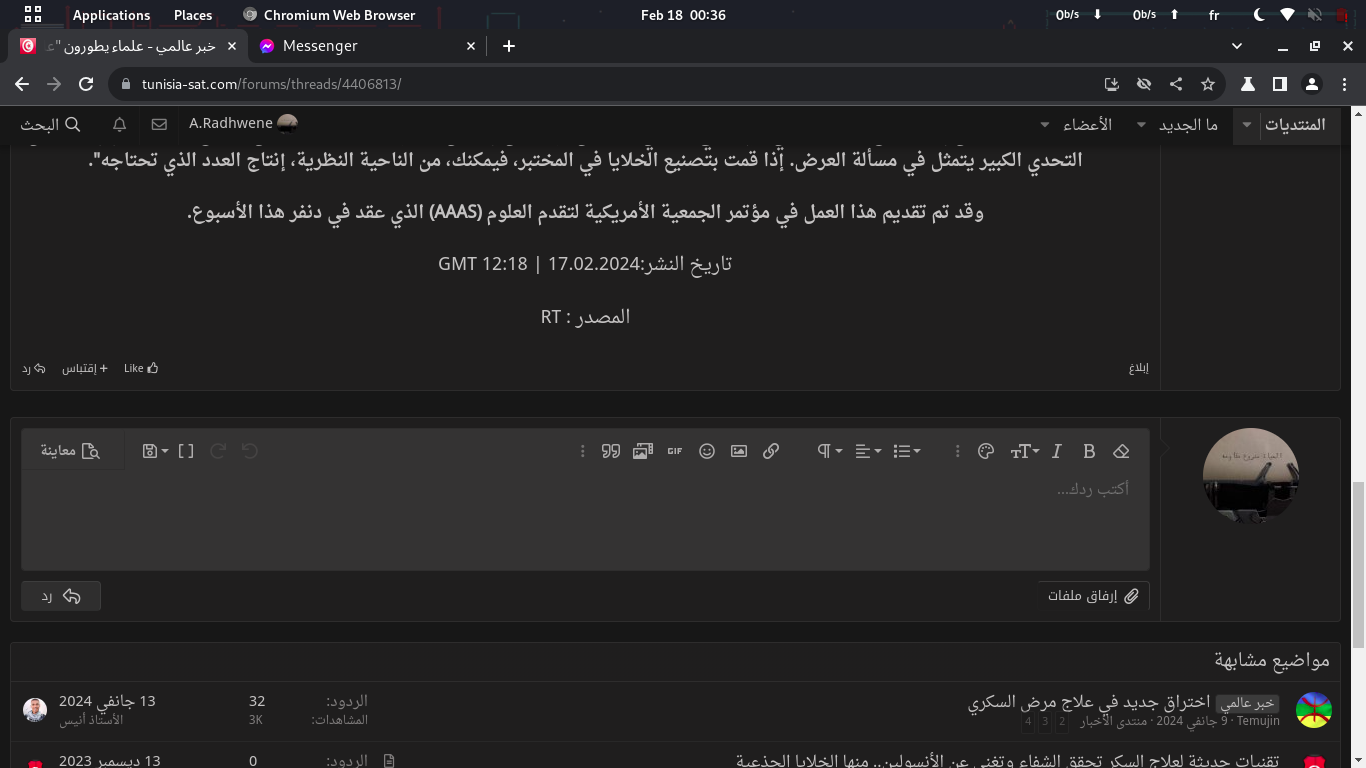 Applications Places Chromium Web Browser Feb 18 00:36 0b/s 0b/s fr
خبر عالمي - علماء يطورون "عـ Messenger
tunisia-sat.com/forums/threads/4406813/
المنتديات ما الجديد الأعضاء A.Radhwene البحث
التحدي الكبير يتمثل في مسألة العرض. إذا قمت بتصنيع الخلايا في المختبر، فيمكنك، من الناحية النظرية، إنتاج العدد الذي تحتاجه".
وقد تم تقديم هذا العمل في مؤتمر الجمعية الأمريكية لتقدم العلوم (AAAS) الذي عقد في دنفر هذا الأسبوع.
تاريخ النشر:17.02.2024 | 12:18 GMT
المصدر : RT
إبلاغ Like إقتباس رد
GIF معاينة
أكتب ردك...
إرفاق ملفات رد
مواضيع مشابهة
خبر عالمي اختراق جديد في علاج مرض السكري الردود: 32 13 جانفي 2024
Temujin · 9 جانفي 2024 · منتدى الأخبار 2 3 4 المشاهدات: 3K الأستاذ أنيس
تقنيات حديثة لعلاج السكر تحقق الشفاء وتغني عن الأنسولين.. منها الخلايا الجذعية الردود: 0 13 ديسمبر 2023